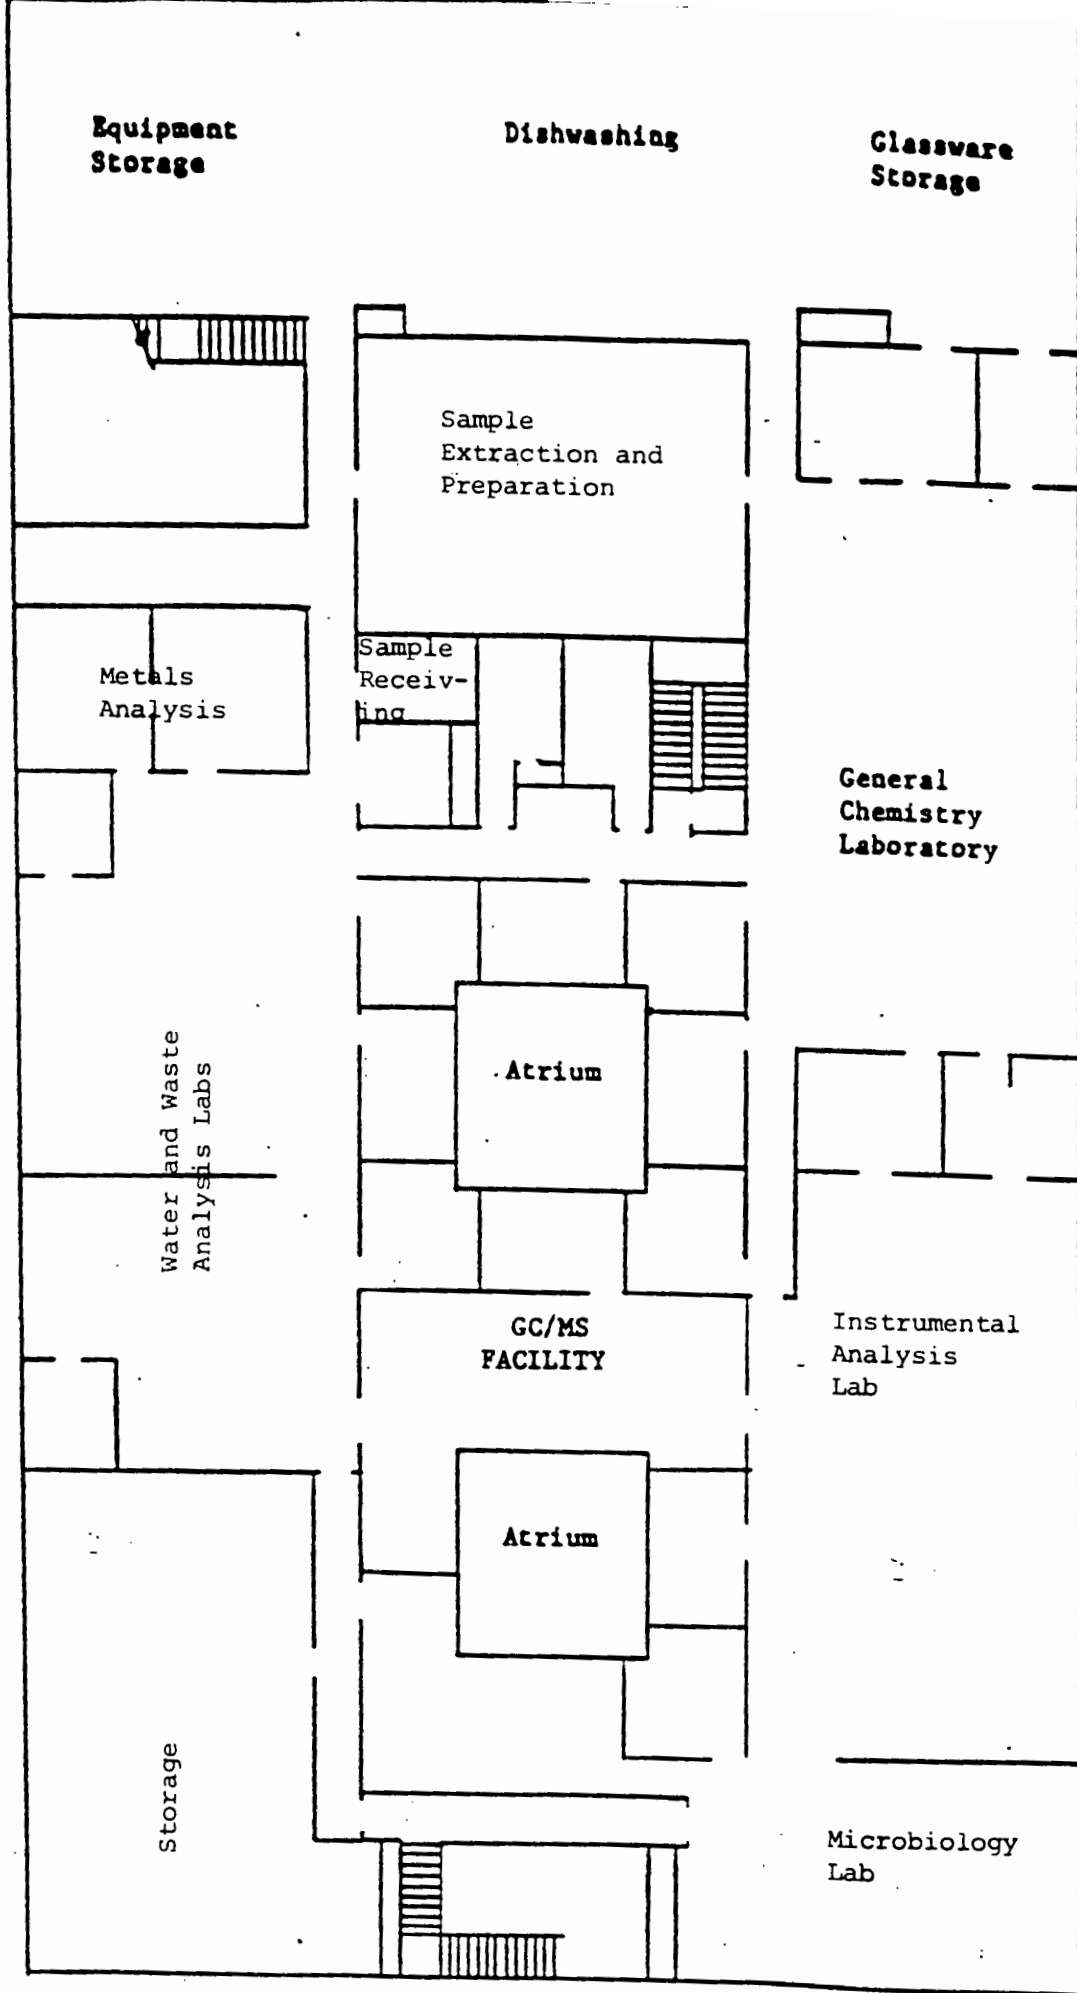 Equipment
Storage
Dishwashing
Glassware
Storage
Sample
Extraction and
Preparation
Sample
Receiv-
ing
Metals
Analysis
General
Chemistry
Laboratory
Atrium
Water and Waste
Analysis Labs
GC/MS
FACILITY
Instrumental
Analysis
Lab
Atrium
Storage
Microbiology
Lab